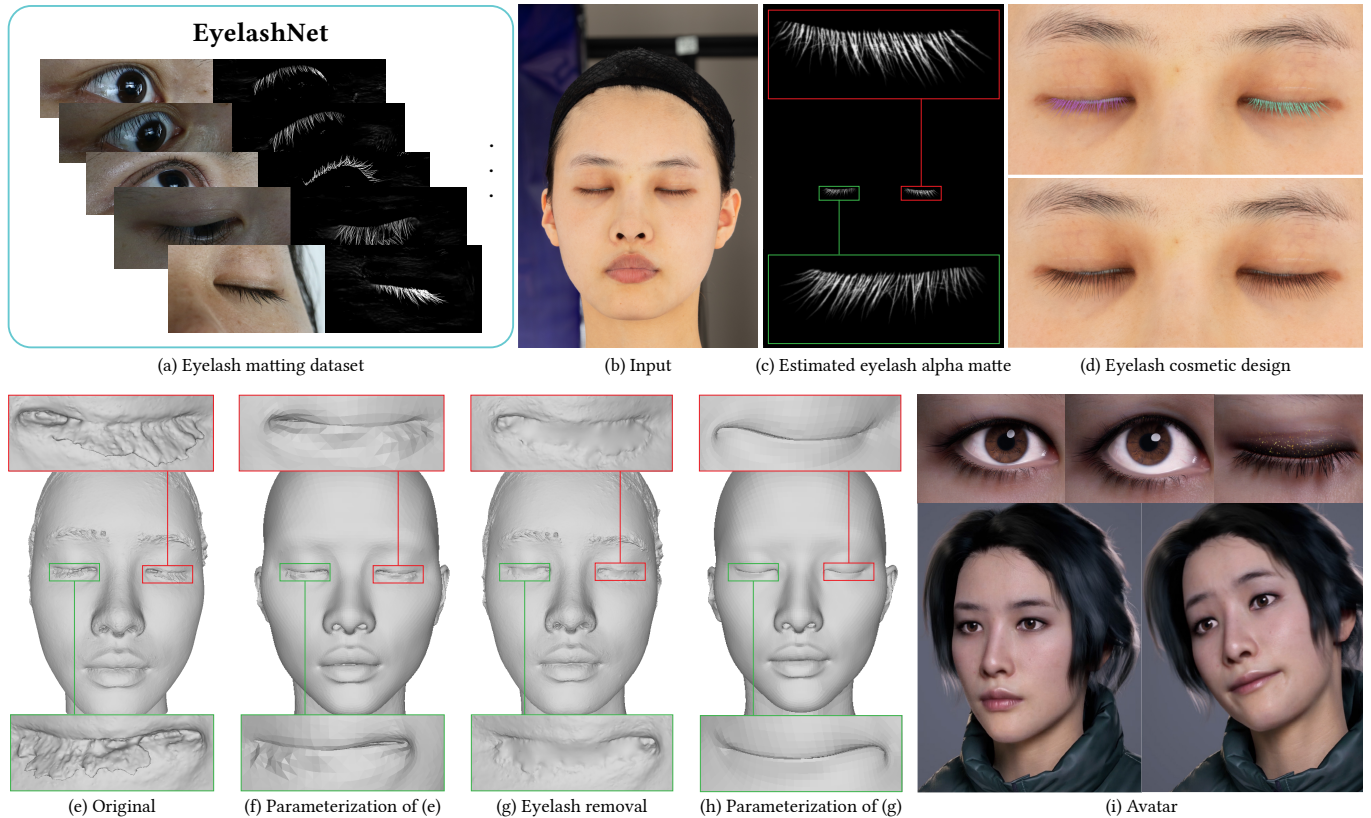 EyelashNet
(a) Eyelash matting dataset
(b) Input
(c) Estimated eyelash alpha matte
(d) Eyelash cosmetic design
(e) Original
(f) Parameterization of (e)
(g) Eyelash removal
(h) Parameterization of (g)
(i) Avatar